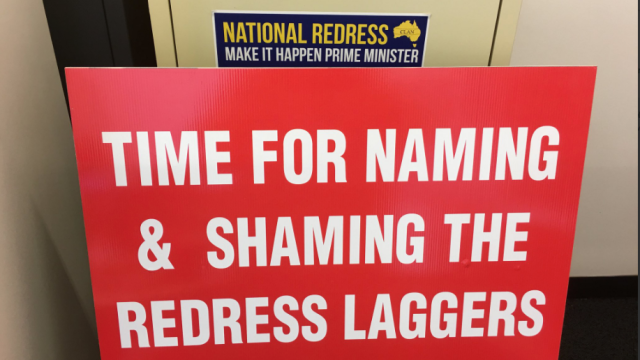 NATIONAL REDRESS
CLAN
MAKE IT HAPPEN PRIME MINISTER
TIME FOR NAMING
& SHAMING THE
REDRESS LAGGERS